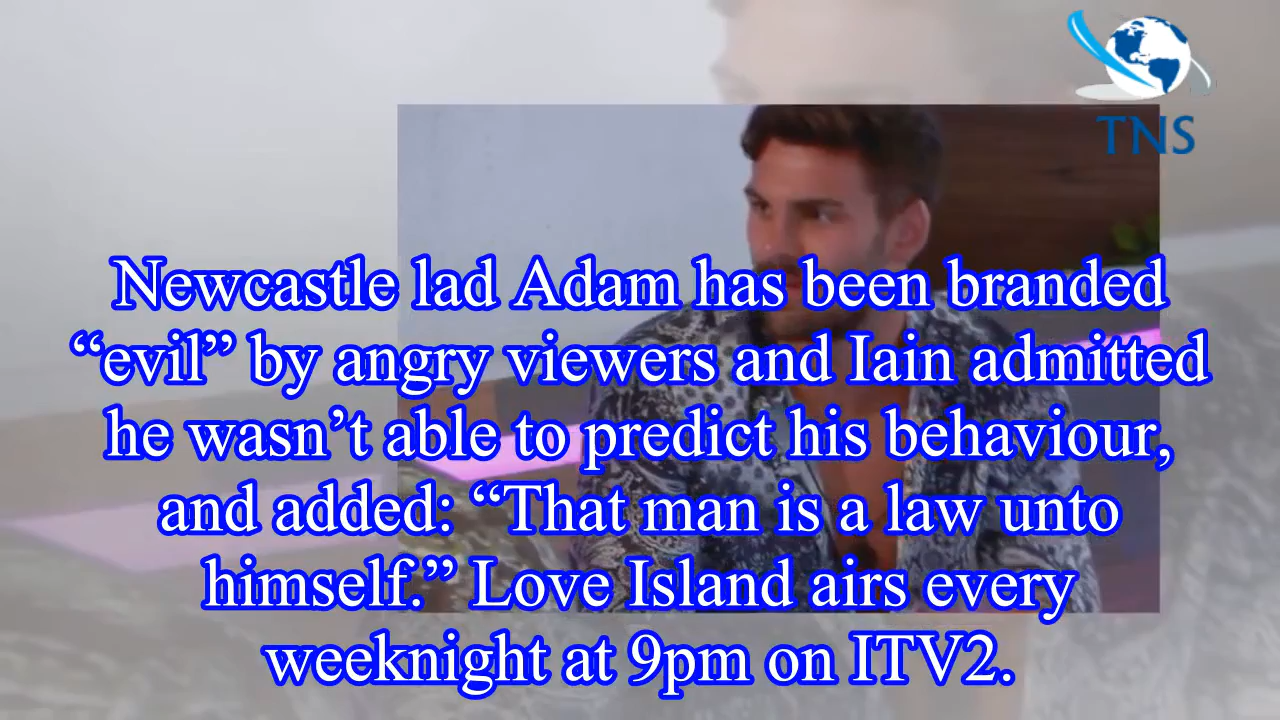 TNS
Newcastle lad Adam has been branded
“evil” by angry viewers and Iain admitted
he wasn’t able to predict his behaviour,
and added: “That man is a law unto
himself.” Love Island airs every
weeknight at 9pm on ITV2.